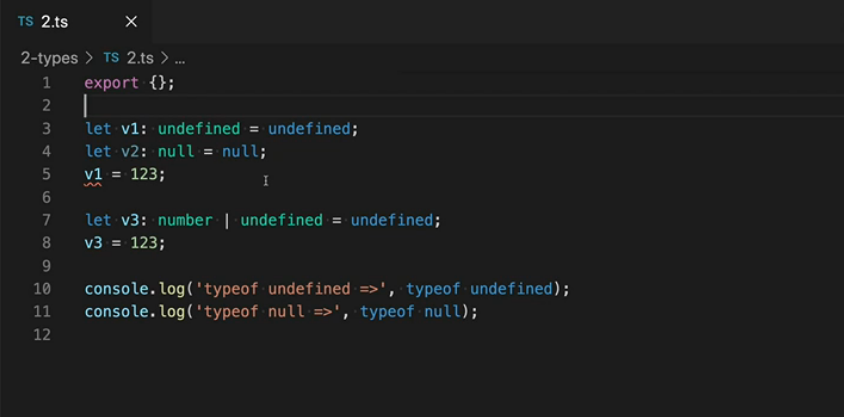 TS 2.ts ×
2-types > TS 2.ts > ...
1 export {};
2
3 let v1: undefined = undefined;
4 let v2: null = null;
5 v1 = 123;
6
7 let v3: number | undefined = undefined;
8 v3 = 123;
9
10 console.log('typeof undefined =>', typeof undefined);
11 console.log('typeof null =>', typeof null);
12